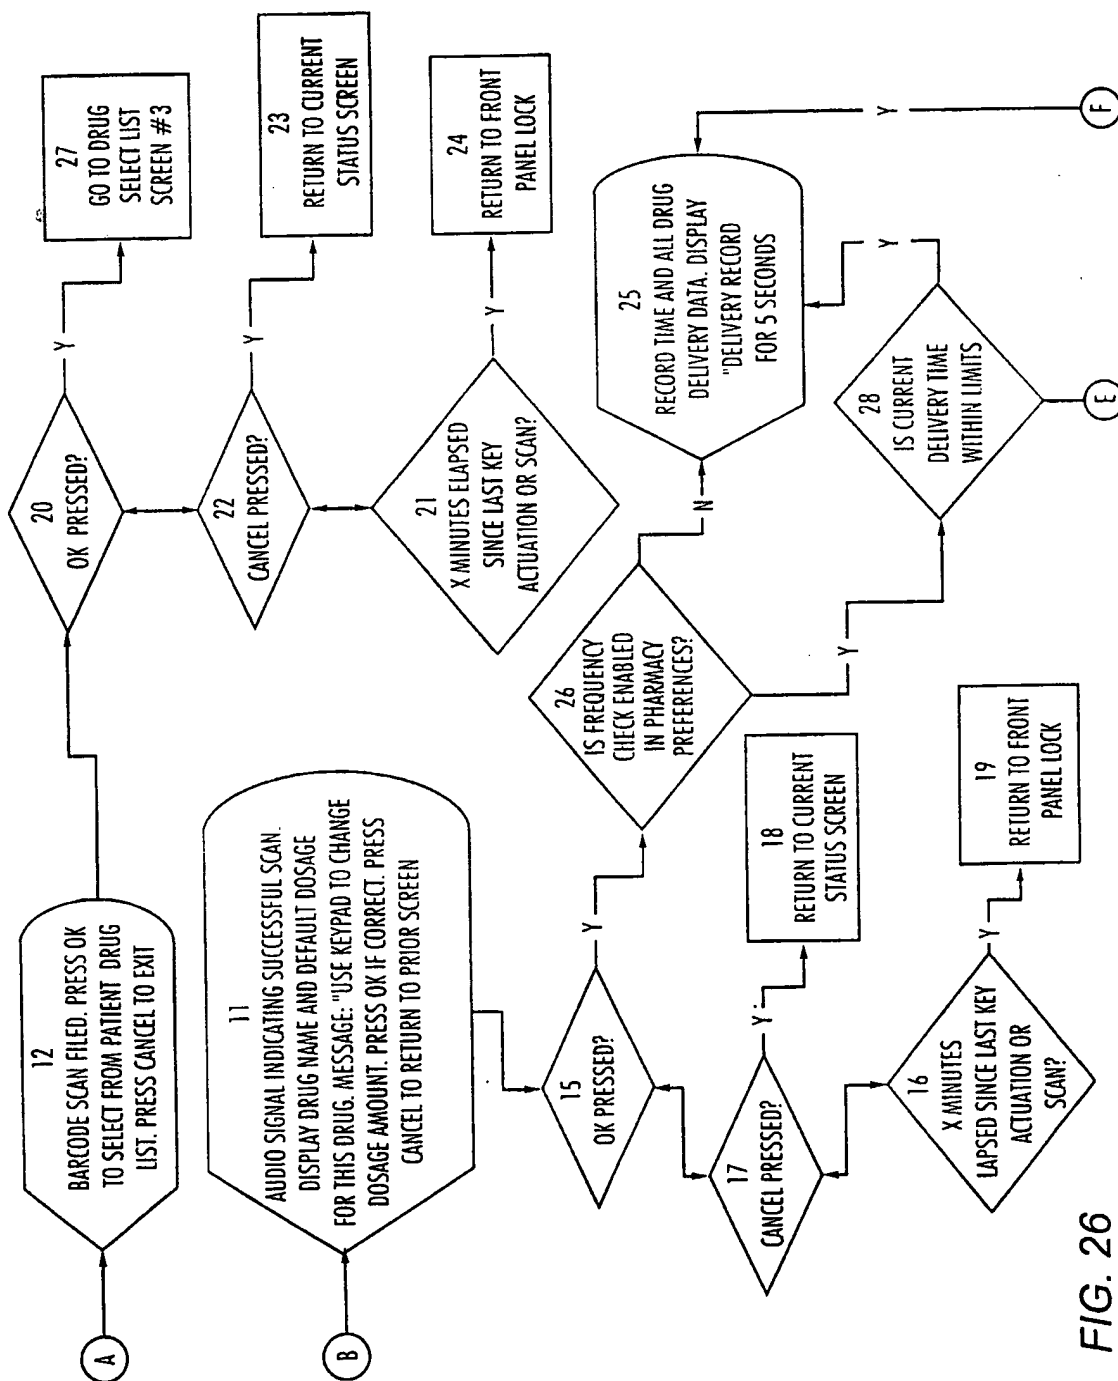 A
12
BARCODE SCAN FILED. PRESS OK
TO SELECT FROM PATIENT DRUG
LIST. PRESS CANCEL TO EXIT
20
OK PRESSED?
Y
27
GO TO DRUG
SELECT LIST
SCREEN #3
22
CANCEL PRESSED?
Y
23
RETURN TO CURRENT
STATUS SCREEN
21
X MINUTES ELAPSED
SINCE LAST KEY
ACTUATION OR SCAN?
Y
24
RETURN TO FRONT
PANEL LOCK
B
11
AUDIO SIGNAL INDICATING SUCCESSFUL SCAN.
DISPLAY DRUG NAME AND DEFAULT DOSAGE
FOR THIS DRUG. MESSAGE: "USE KEYPAD TO CHANGE
DOSAGE AMOUNT. PRESS OK IF CORRECT. PRESS
CANCEL TO RETURN TO PRIOR SCREEN
15
OK PRESSED?
Y
26
IS FREQUENCY
CHECK ENABLED
IN PHARMACY
PREFERENCES?
N
Y
25
RECORD TIME AND ALL DRUG
DELIVERY DATA. DISPLAY
"DELIVERY RECORD
FOR 5 SECONDS
Y
F
28
IS CURRENT
DELIVERY TIME
WITHIN LIMITS
Y
E
17
CANCEL PRESSED?
Y
18
RETURN TO CURRENT
STATUS SCREEN
16
X MINUTES
LAPSED SINCE LAST KEY
ACTUATION OR
SCAN?
Y
19
RETURN TO FRONT
PANEL LOCK
FIG. 26